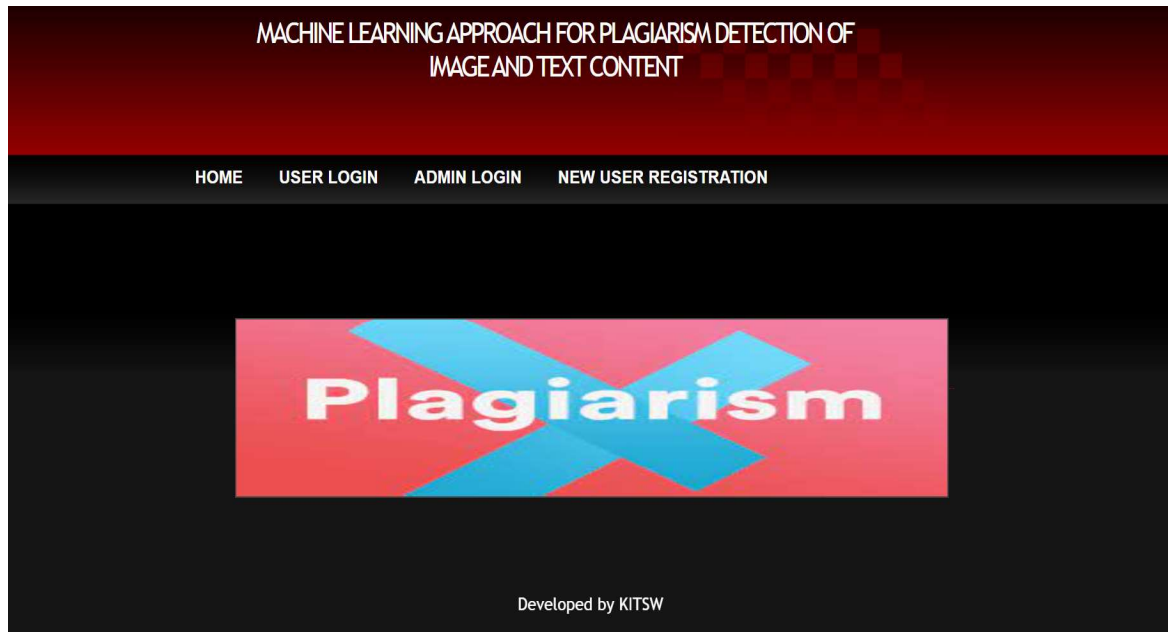 MACHINE LEARNING APPROACH FOR PLAGIARISM DETECTION OF
IMAGE AND TEXT CONTENT
HOME USER LOGIN ADMIN LOGIN NEW USER REGISTRATION
Plagiarism
Developed by KITSW